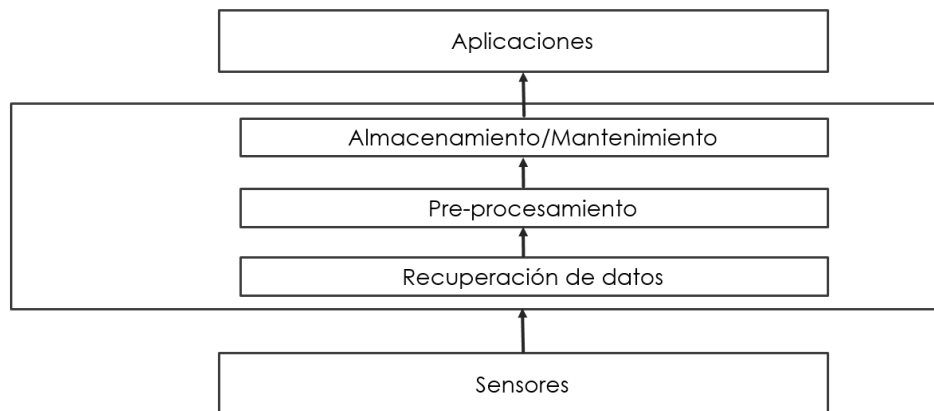 Aplicaciones
Almacenamiento/Mantenimiento
Pre-procesamiento
Recuperación de datos
Sensores